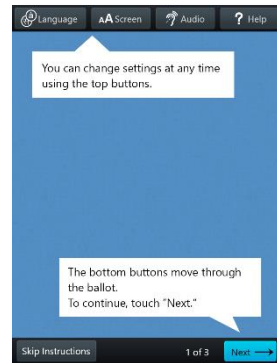 Language AA Screen Audio ? Help
You can change settings at any time
using the top buttons.
The bottom buttons move through
the ballot.
To continue, touch "Next."
Skip Instructions 1 of 3 Next